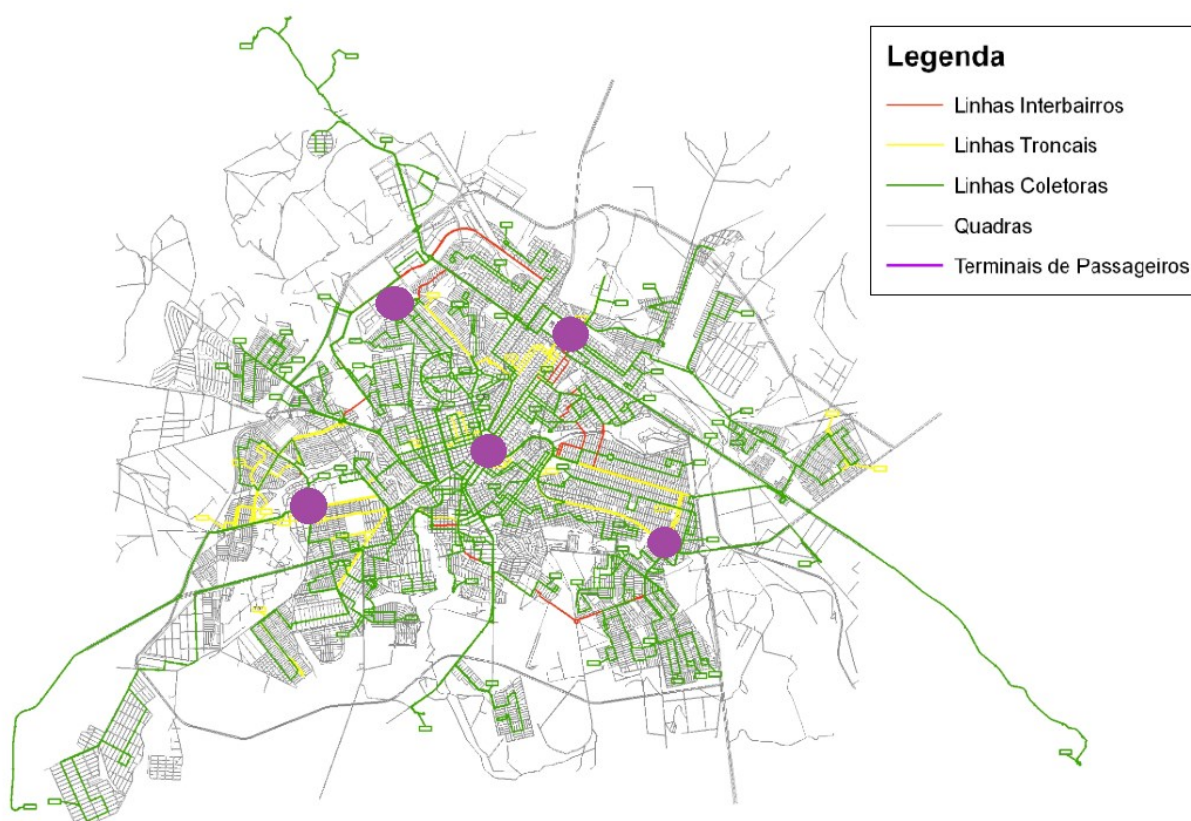 Legenda
Linhas Interbairros
Linhas Troncais
Linhas Coletoras
Quadras
Terminais de Passageiros